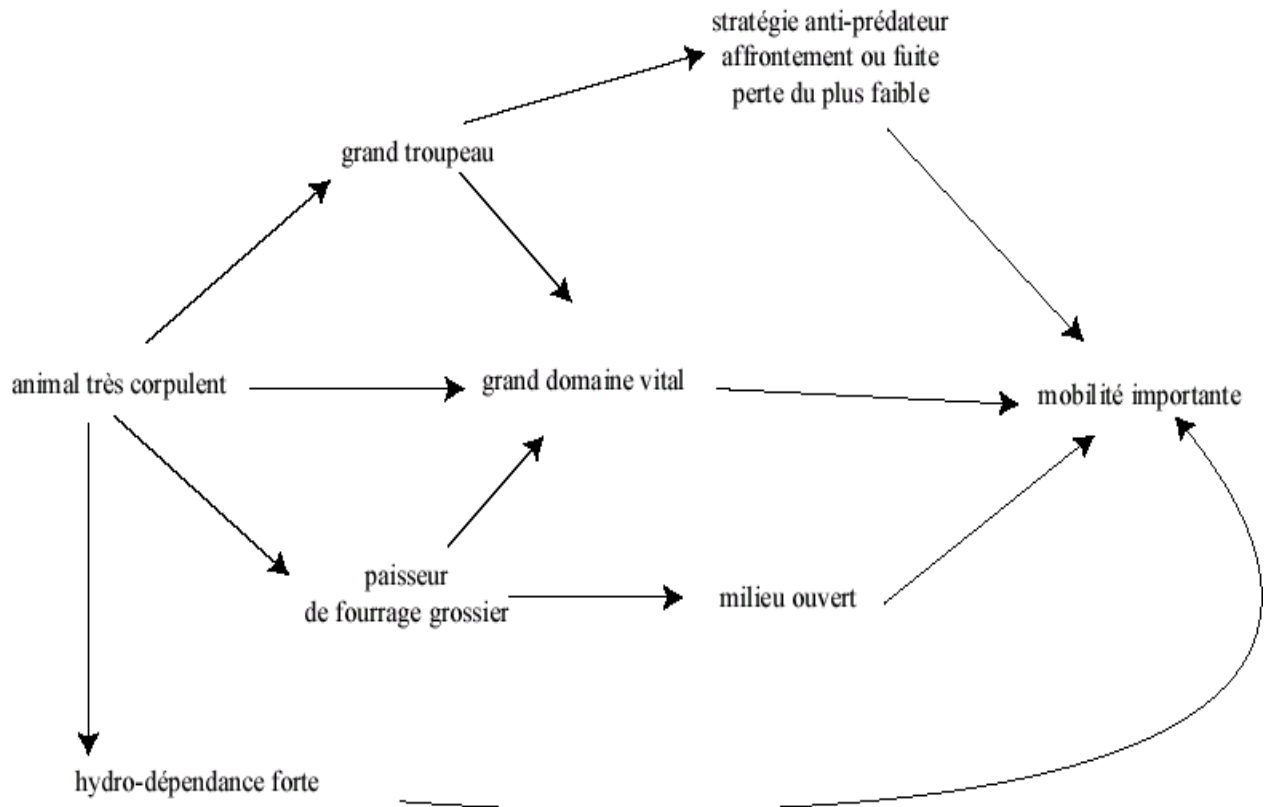 stratégie anti-prédateur
affrontement ou fuite
perte du plus faible
grand troupeau
animal très corpulent
grand domaine vital
mobilité importante
paisseur
de fourrage grossier
milieu ouvert
hydro-dépendance forte